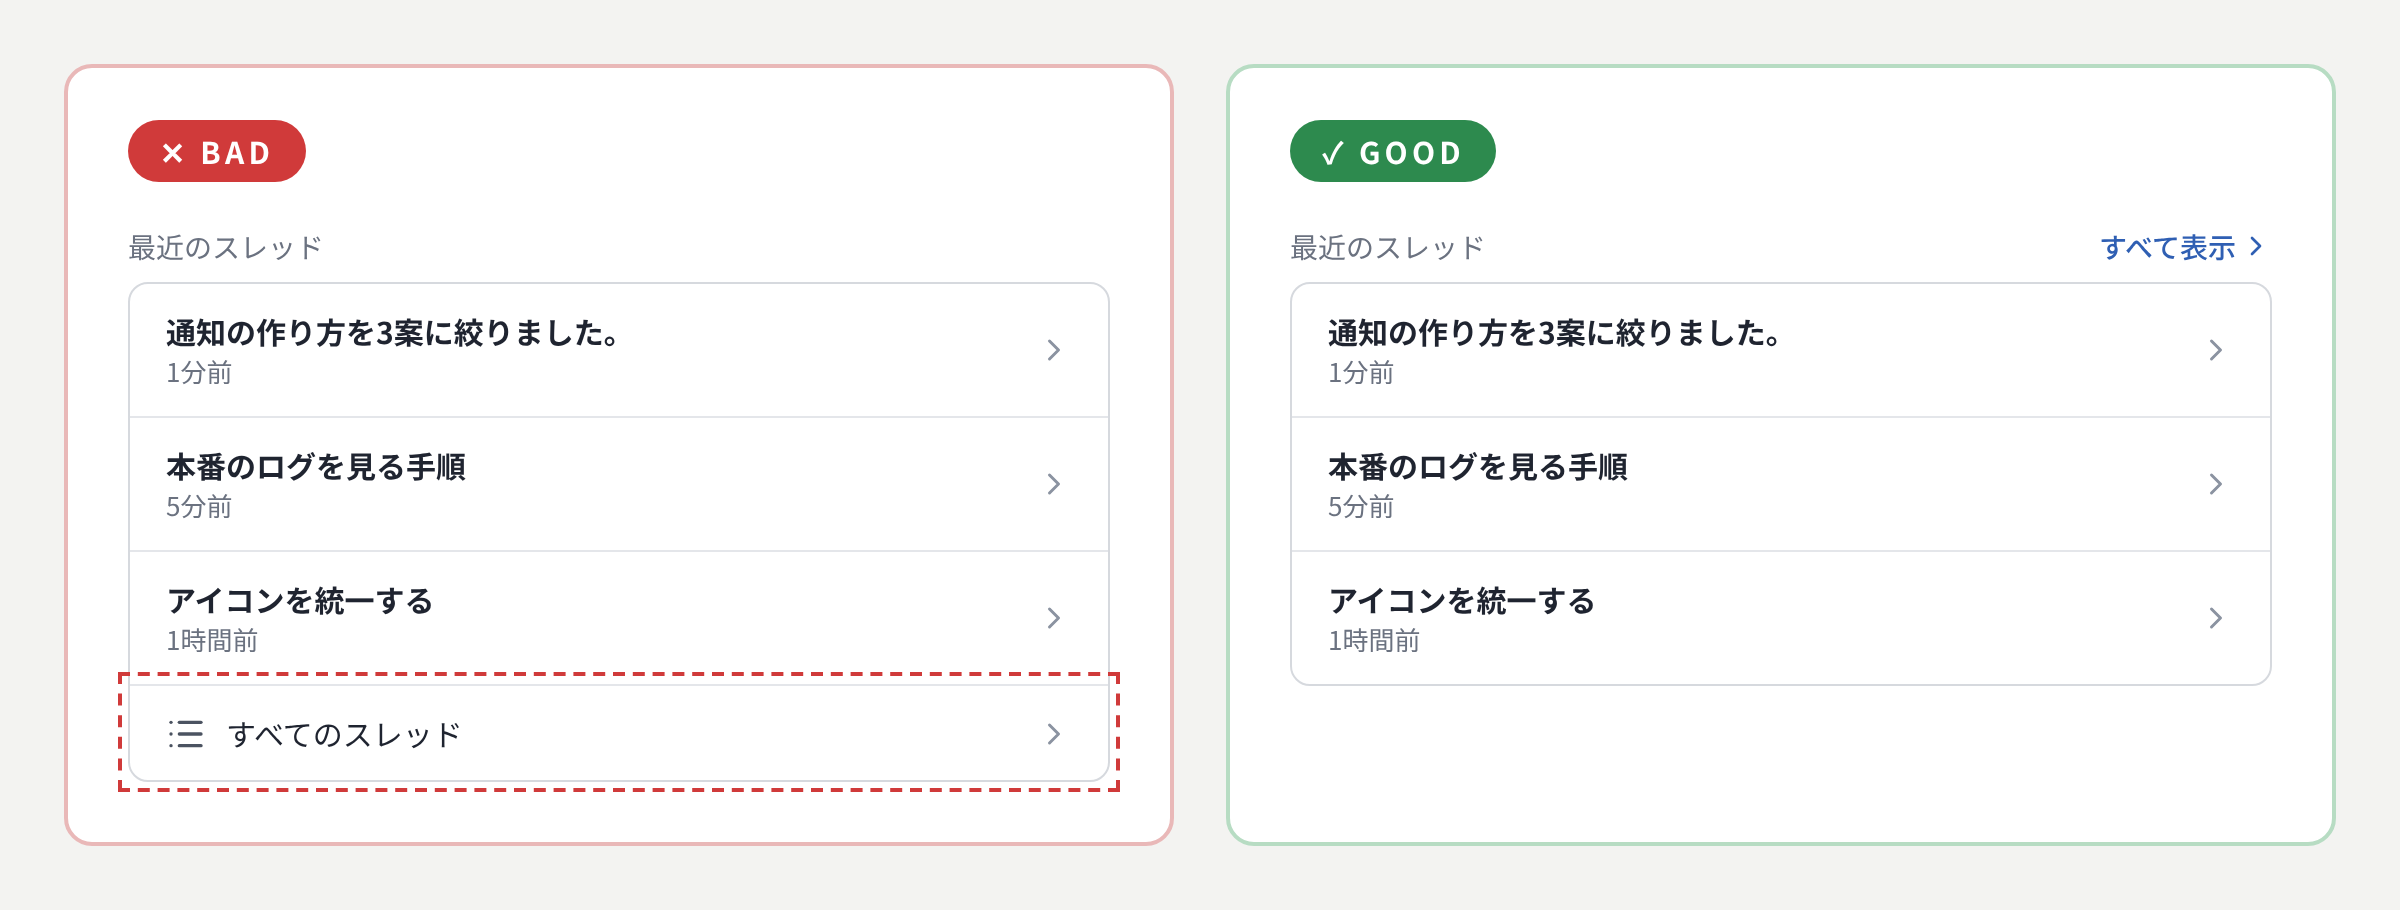 ✕ BAD
最近のスレッド
通知の作り方を3案に絞りました。
1分前
本番のログを見る手順
5分前
アイコンを統一する
1時間前
すべてのスレッド
✓ GOOD
最近のスレッド
すべて表示
通知の作り方を3案に絞りました。
1分前
本番のログを見る手順
5分前
アイコンを統一する
1時間前